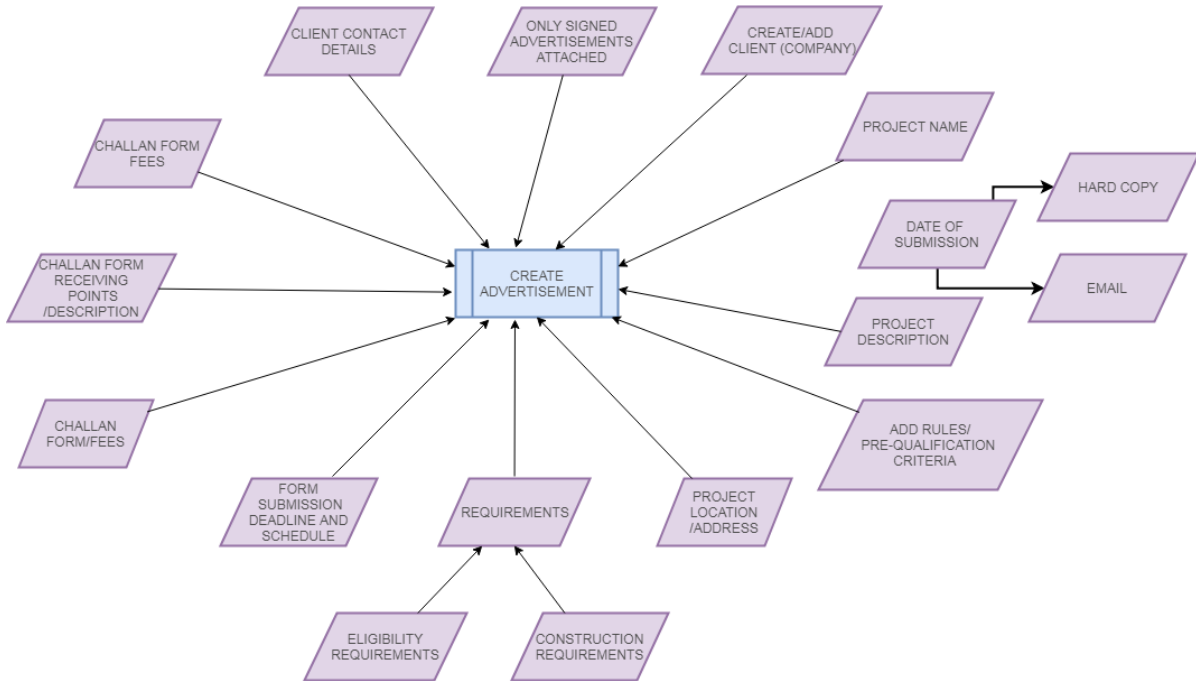 CLIENT CONTACT
DETAILS
ONLY SIGNED
ADVERTISEMENTS
ATTACHED
CREATE/ADD
CLIENT (COMPANY)
PROJECT NAME
CHALLAN FORM
FEES
HARD COPY
DATE OF
SUBMISSION
CHALLAN FORM
RECEIVING
POINTS
/DESCRIPTION
CREATE
ADVERTISEMENT
EMAIL
PROJECT
DESCRIPTION
CHALLAN
FORM/FEES
ADD RULES/
PRE-QUALIFICATION
CRITERIA
FORM
SUBMISSION
DEADLINE AND
SCHEDULE
REQUIREMENTS
PROJECT
LOCATION
/ADDRESS
ELIGIBILITY
REQUIREMENTS
CONSTRUCTION
REQUIREMENTS